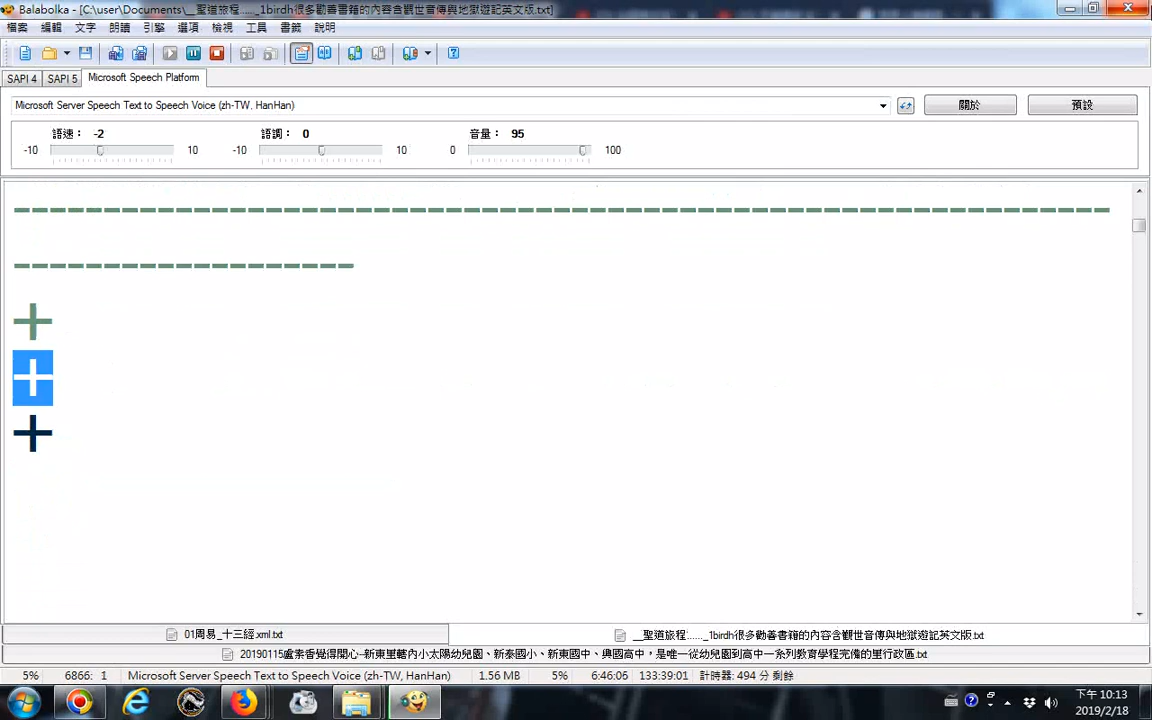 Balabolka - [C:\user\Documents\__聖道旅程......_1birdh很多勸善書籍的內容含觀世音傳與地獄遊記英文版.txt]
檔案 編輯 文字 朗讀 引擎 選項 檢視 工具 書籤 說明
SAPI 4 SAPI 5 Microsoft Speech Platform
Microsoft Server Speech Text to Speech Voice (zh-TW, HanHan) 關於 預設
語速： -2 語調： 0 音量： 95
-10 10 -10 10 0 100
-------------------------------------------------------------
-------------------
+
+
+
01周易_十三經.xml.txt __聖道旅程......_1birdh很多勸善書籍的內容含觀世音傳與地獄遊記英文版.txt
20190115盧素香覺得開心-新東里轄內小太陽幼兒園、新泰國小、新東國中、興國高中，是唯一從幼兒園到高中一系列教育學程完備的里行政區.txt
5% 6866: 1 Microsoft Server Speech Text to Speech Voice (zh-TW, HanHan) 1.56 MB 5% 6:46:06 133:39:01 計時器: 494 分 剩餘
下午 10:13
2019/2/18